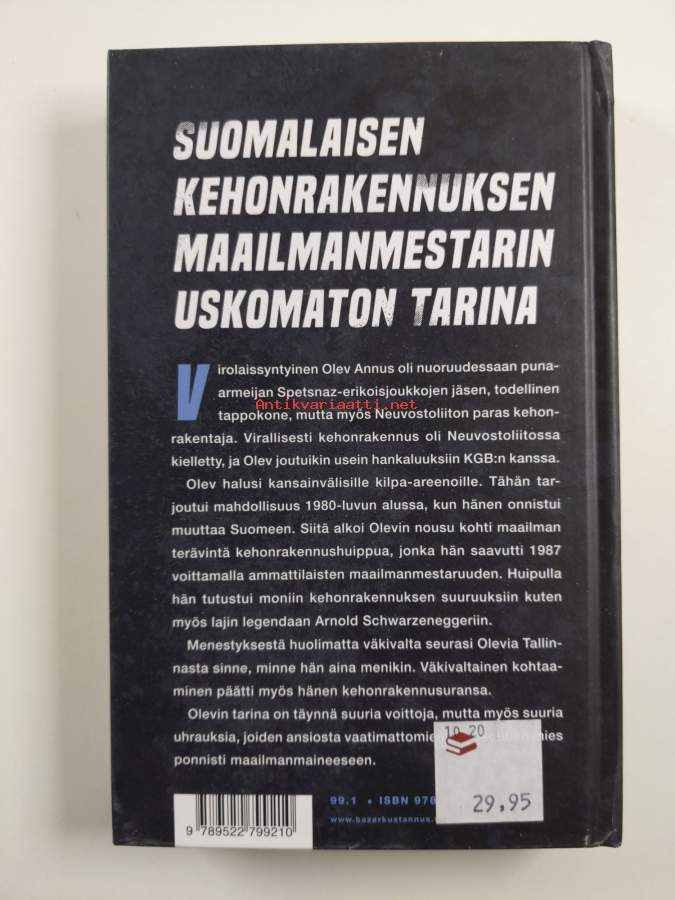 SUOMALAISEN
KEHONRAKENNUKSEN
MAAILMANMESTARIN
USKOMATON TARINA
Virolaissyntyinen Olev Annus oli nuoruudessaan puna-
armeijan Spetsnaz-erikoisjoukkojen jäsen, todellinen
Antikvariaatti.net
tappokone, mutta myös Neuvostoliiton paras kehon-
rakentaja. Virallisesti kehonrakennus oli Neuvostoliitossa
kielletty, ja Olev joutuikin usein hankaluuksiin KGB:n kanssa.
Olev halusi kansainvälisille kilpa-areenoille. Tähän tar-
joutui mahdollisuus 1980-luvun alussa, kun hänen onnistui
muuttaa Suomeen. Siitä alkoi Olevin nousu kohti maailman
terävintä kehonrakennushuippua, jonka hän saavutti 1987
voittamalla ammattilaisten maailmanmestaruuden. Huipulla
hän tutustui moniin kehonrakennuksen suuruuksiin kuten
myös lajin legendaan Arnold Schwarzeneggeriin.
Menestyksestä huolimatta väkivalta seurasi Olevia Tallin-
nasta sinne, minne hän aina menikin. Väkivaltainen kohtaa-
minen päätti myös hänen kehonrakennusuransa.
Olevin tarina on täynnä suuria voittoja, mutta myös suuria
uhrauksia, joiden ansiosta vaatimattomie
ponnisti maailmanmaineeseen.
10 20
29,95
99.1 • ISBN 978
www.bazarkustannus.
9 789522 799210